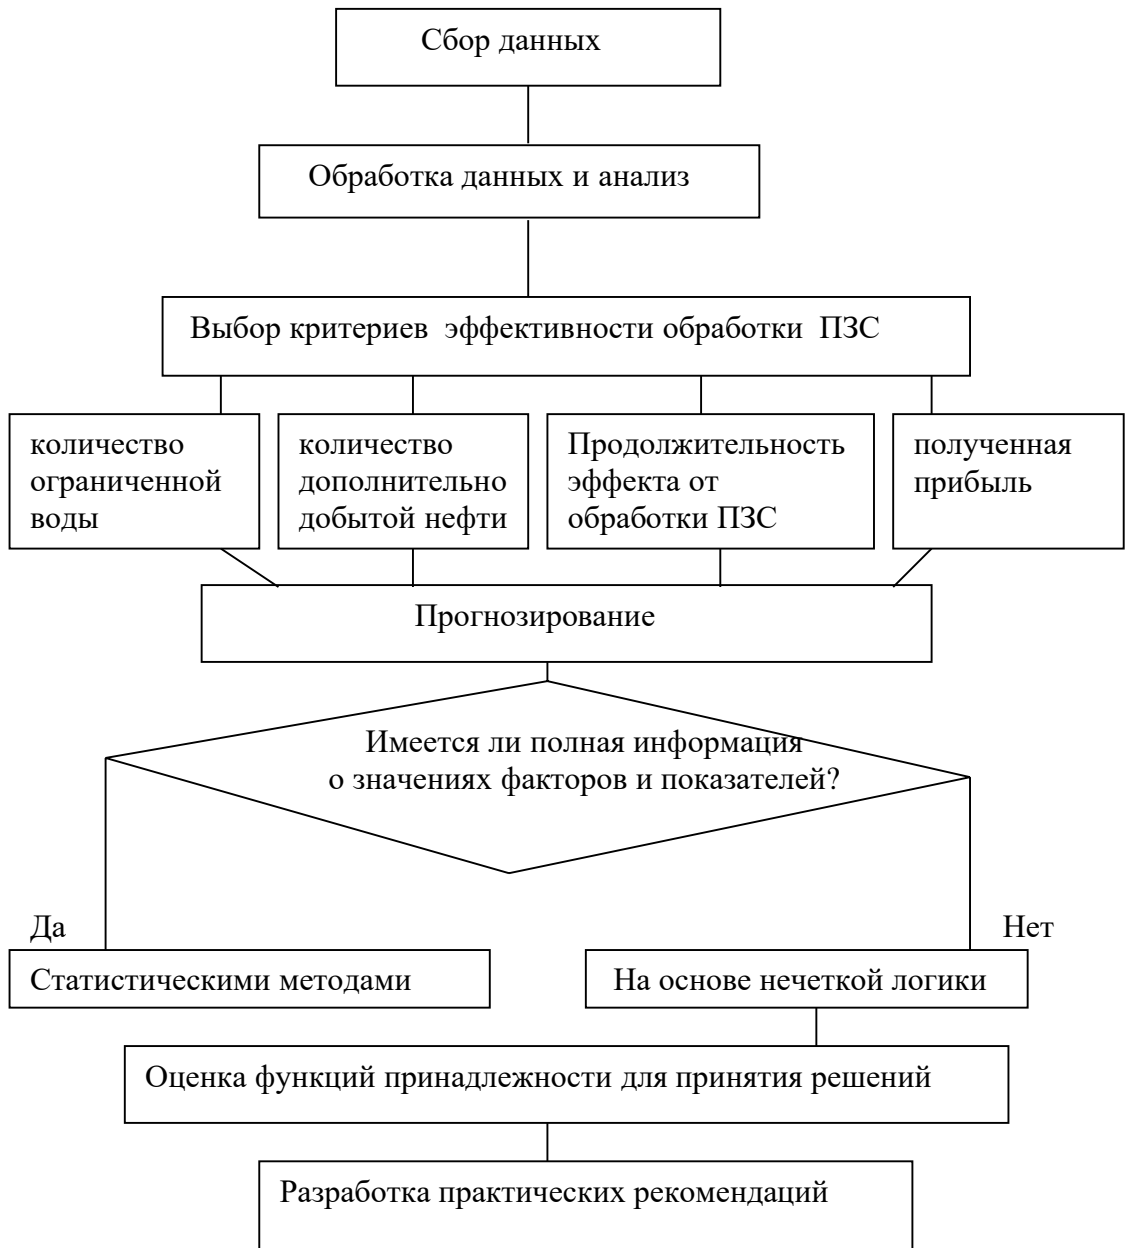 Сбор данных
Обработка данных и анализ
Выбор критериев эффективности обработки ПЗС
количество
ограниченной
воды
количество
дополнительно
добытой нефти
Продолжительность
эффекта от
обработки ПЗС
полученная
прибыль
Прогнозирование
Имеется ли полная информация
о значениях факторов и показателей?
Да
Нет
Статистическими методами
На основе нечеткой логики
Оценка функций принадлежности для принятия решений
Разработка практических рекомендаций